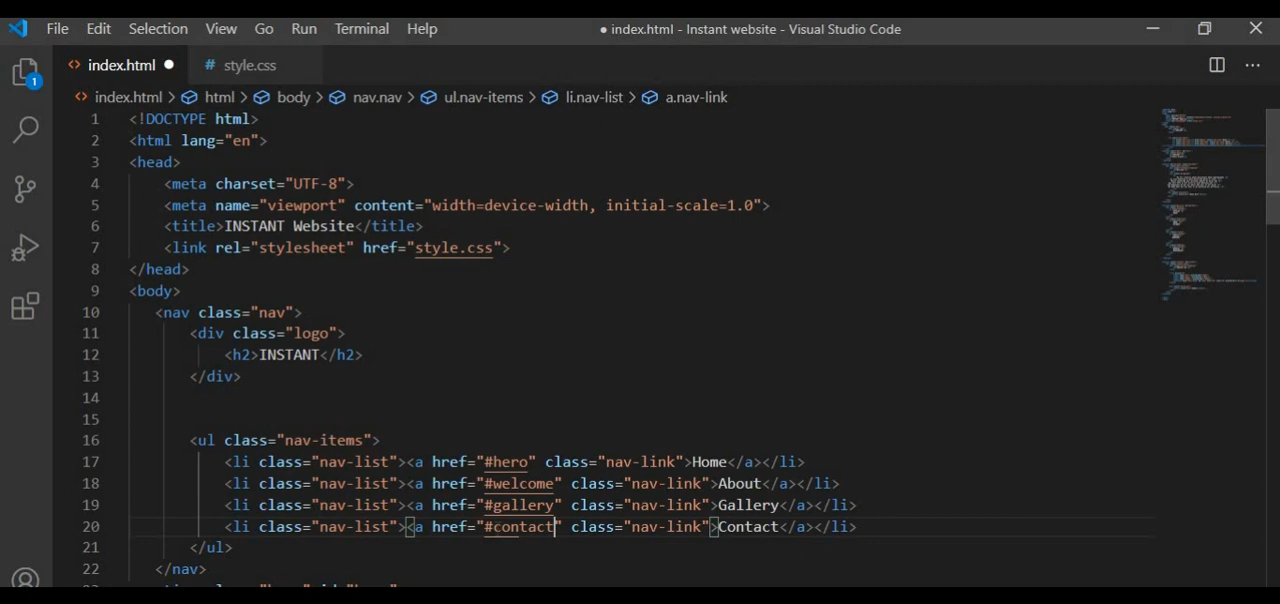 File Edit Selection View Go Run Terminal Help ● index.html - Instant website - Visual Studio Code
index.html ● # style.css
index.html > html > body > nav.nav > ul.nav-items > li.nav-list > a.nav-link
1
1 <!DOCTYPE html>
2 <html lang="en">
3 <head>
4 <meta charset="UTF-8">
5 <meta name="viewport" content="width=device-width, initial-scale=1.0">
6 <title>INSTANT Website</title>
7 <link rel="stylesheet" href="style.css">
8 </head>
9 <body>
10 <nav class="nav">
11 <div class="logo">
12 <h2>INSTANT</h2>
13 </div>
14
15
16 <ul class="nav-items">
17 <li class="nav-list"><a href="#hero" class="nav-link">Home</a></li>
18 <li class="nav-list"><a href="#welcome" class="nav-link">About</a></li>
19 <li class="nav-list"><a href="#gallery" class="nav-link">Gallery</a></li>
20 <li class="nav-list"><a href="#contact" class="nav-link">Contact</a></li>
21 </ul>
22 </nav>